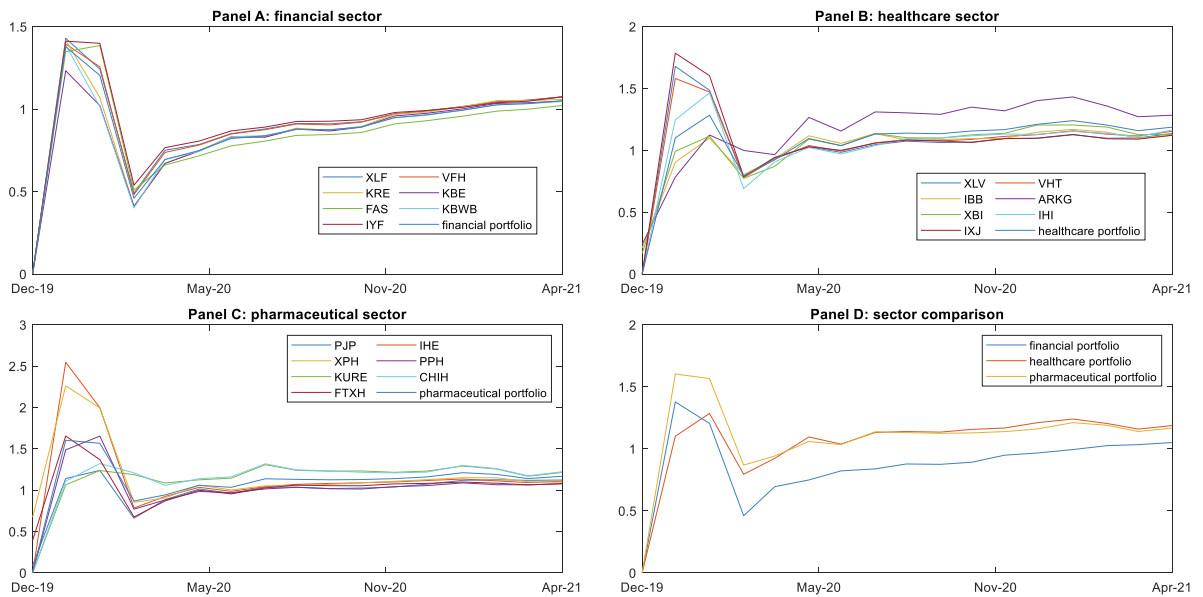 Panel A: financial sector
1.5
1
0.5
0
Dec-19 May-20 Nov-20 Apr-21
XLF VFH
KRE KBE
FAS KBWB
IYF financial portfolio
Panel B: healthcare sector
2
1.5
1
0.5
0
Dec-19 May-20 Nov-20 Apr-21
XLV VHT
IBB ARKG
XBI IHI
IXJ healthcare portfolio
Panel C: pharmaceutical sector
3
2.5
2
1.5
1
0.5
0
Dec-19 May-20 Nov-20 Apr-21
PJP IHE
XPH PPH
KURE CHIH
FTXH pharmaceutical portfolio
Panel D: sector comparison
2
1.5
1
0.5
0
Dec-19 May-20 Nov-20 Apr-21
financial portfolio
healthcare portfolio
pharmaceutical portfolio